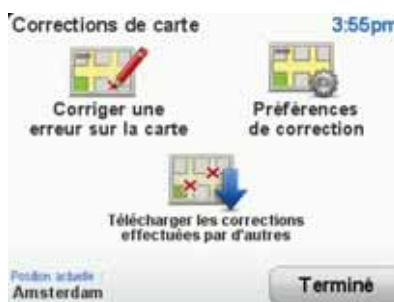 Corrections de carte
3:55pm
Corriger une
erreur sur la carte
Préférences
de correction
Télécharger les corrections
effectuées par d'autres
Position actuelle :
Amsterdam
Terminé